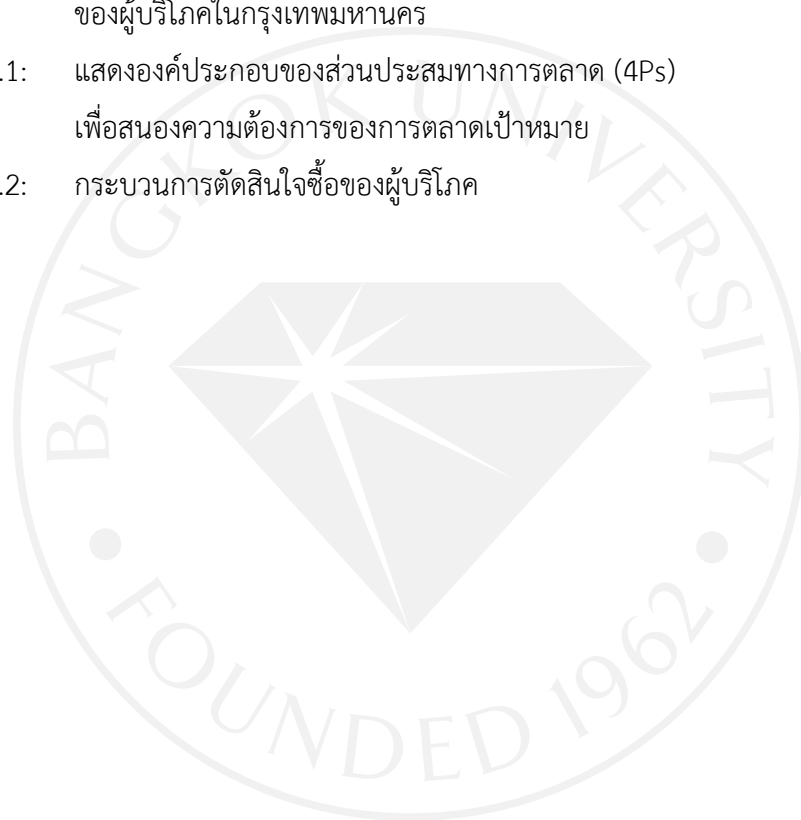 ของผู้บริโภคในกรุงเทพมหานคร
.1: แสดงองค์ประกอบของส่วนประสมทางการตลาด (4Ps)
เพื่อสนองความต้องการของการตลาดเป้าหมาย
.2: กระบวนการตัดสินใจซื้อของผู้บริโภค
BANGKOK UNIVERSITY
FOUNDED 1962